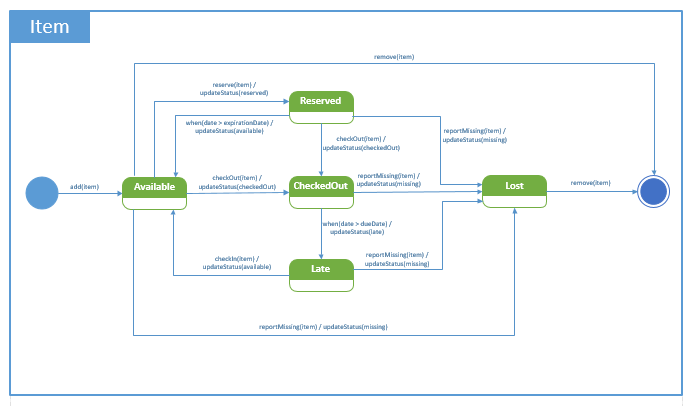 Item
remove(item)
reserve(item) /
updateStatus(reserved)
Reserved
when(date > expirationDate) /
updateStatus(available)
checkOut(item) /
updateStatus(checkedOut)
reportMissing(item) /
updateStatus(missing)
add(item)
Available
checkOut(item) /
updateStatus(checkedOut)
CheckedOut
reportMissing(item) /
updateStatus(missing)
Lost
remove(item)
when(date > dueDate) /
updateStatus(late)
checkIn(item) /
updateStatus(available)
Late
reportMissing(item) /
updateStatus(missing)
reportMissing(item) / updateStatus(missing)